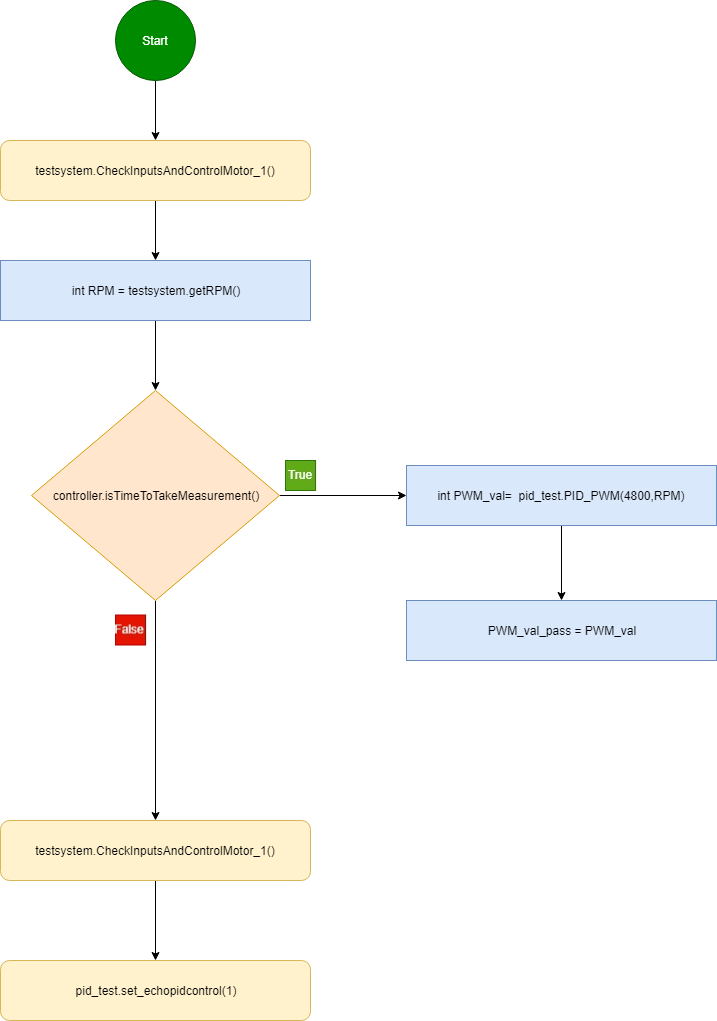 Start
testsystem.CheckInputsAndControlMotor_1()
int RPM = testsystem.getRPM()
controller.isTimeToTakeMeasurement()
True
int PWM_val= pid_test.PID_PWM(4800,RPM)
PWM_val_pass = PWM_val
False
testsystem.CheckInputsAndControlMotor_1()
pid_test.set_echopidcontrol(1)